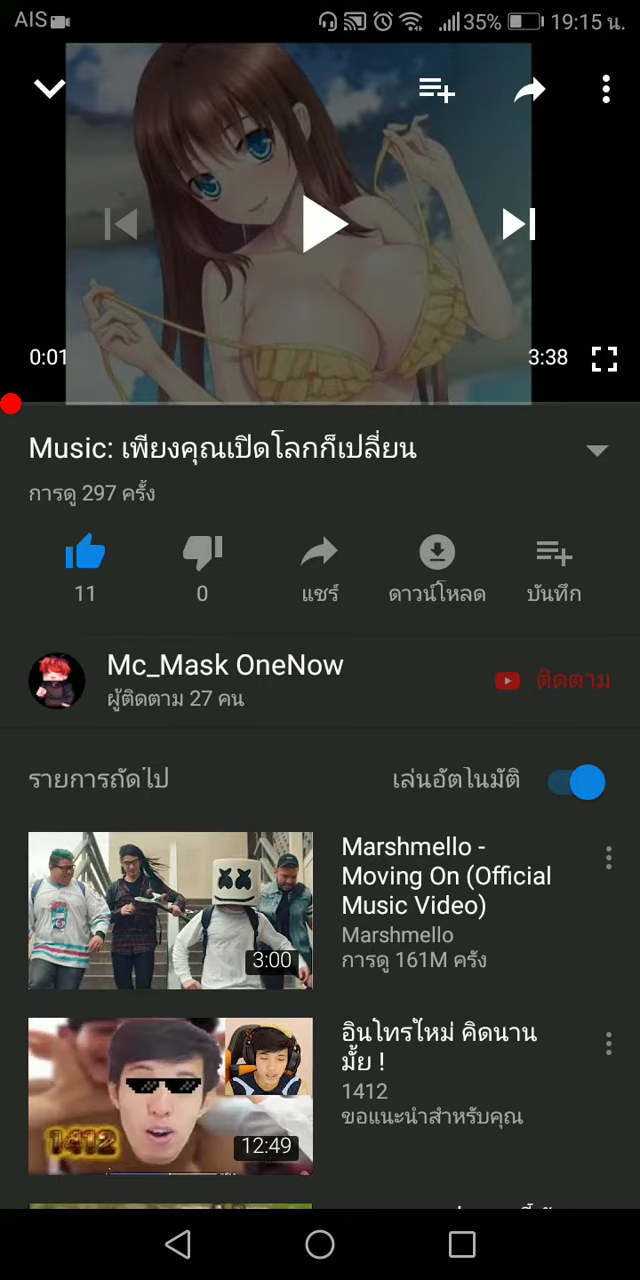 AIS 35% 19:15 น.
0:01 3:38
Music: เพียงคุณเปิดโลกก็เปลี่ยน
การดู 297 ครั้ง
11 0 แชร์ ดาวน์โหลด บันทึก
Mc_Mask OneNow
ผู้ติดตาม 27 คน
ติดตาม
รายการถัดไป เล่นอัตโนมัติ
Marshmello -
Moving On (Official
Music Video)
Marshmello
การดู 161M ครั้ง
3:00
อินโทรใหม่ คิดนาน
มั้ย !
1412
ขอแนะนำสำหรับคุณ
1412
12:49